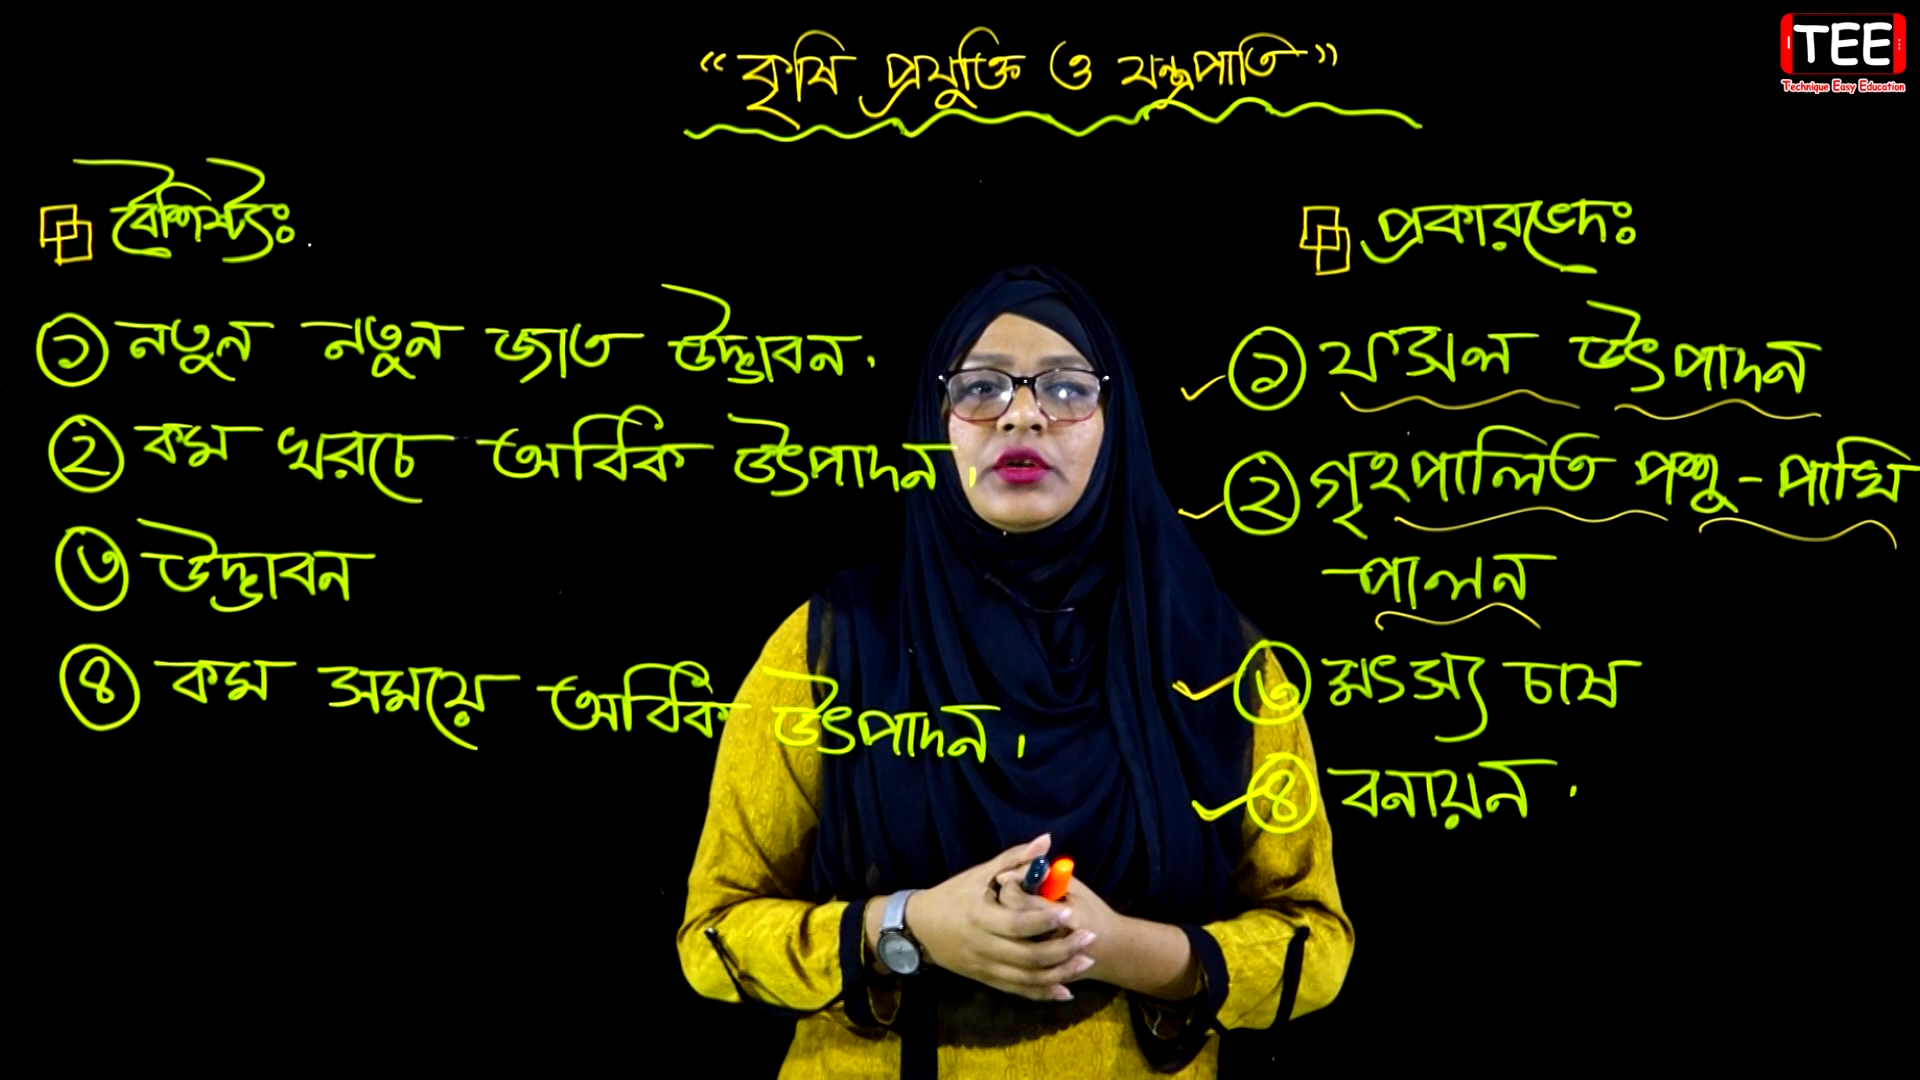 “কৃষি প্রযুক্তি ও যন্ত্রপাতি”
TEE
Technique Easy Education
বৈশিষ্ট্যঃ
১ নতুন নতুন জাত উদ্ভাবন.
২ কম খরচে অধিক উৎপাদন।
৩ উদ্ভাবন
৪ কম সময়ে অধিক উৎপাদন।
প্রকারভেদঃ
১ ফসল উৎপাদন
২ গৃহপালিত পশু-পাখি
পালন
৩ মৎস্য চাষ
৪ বনায়ন.